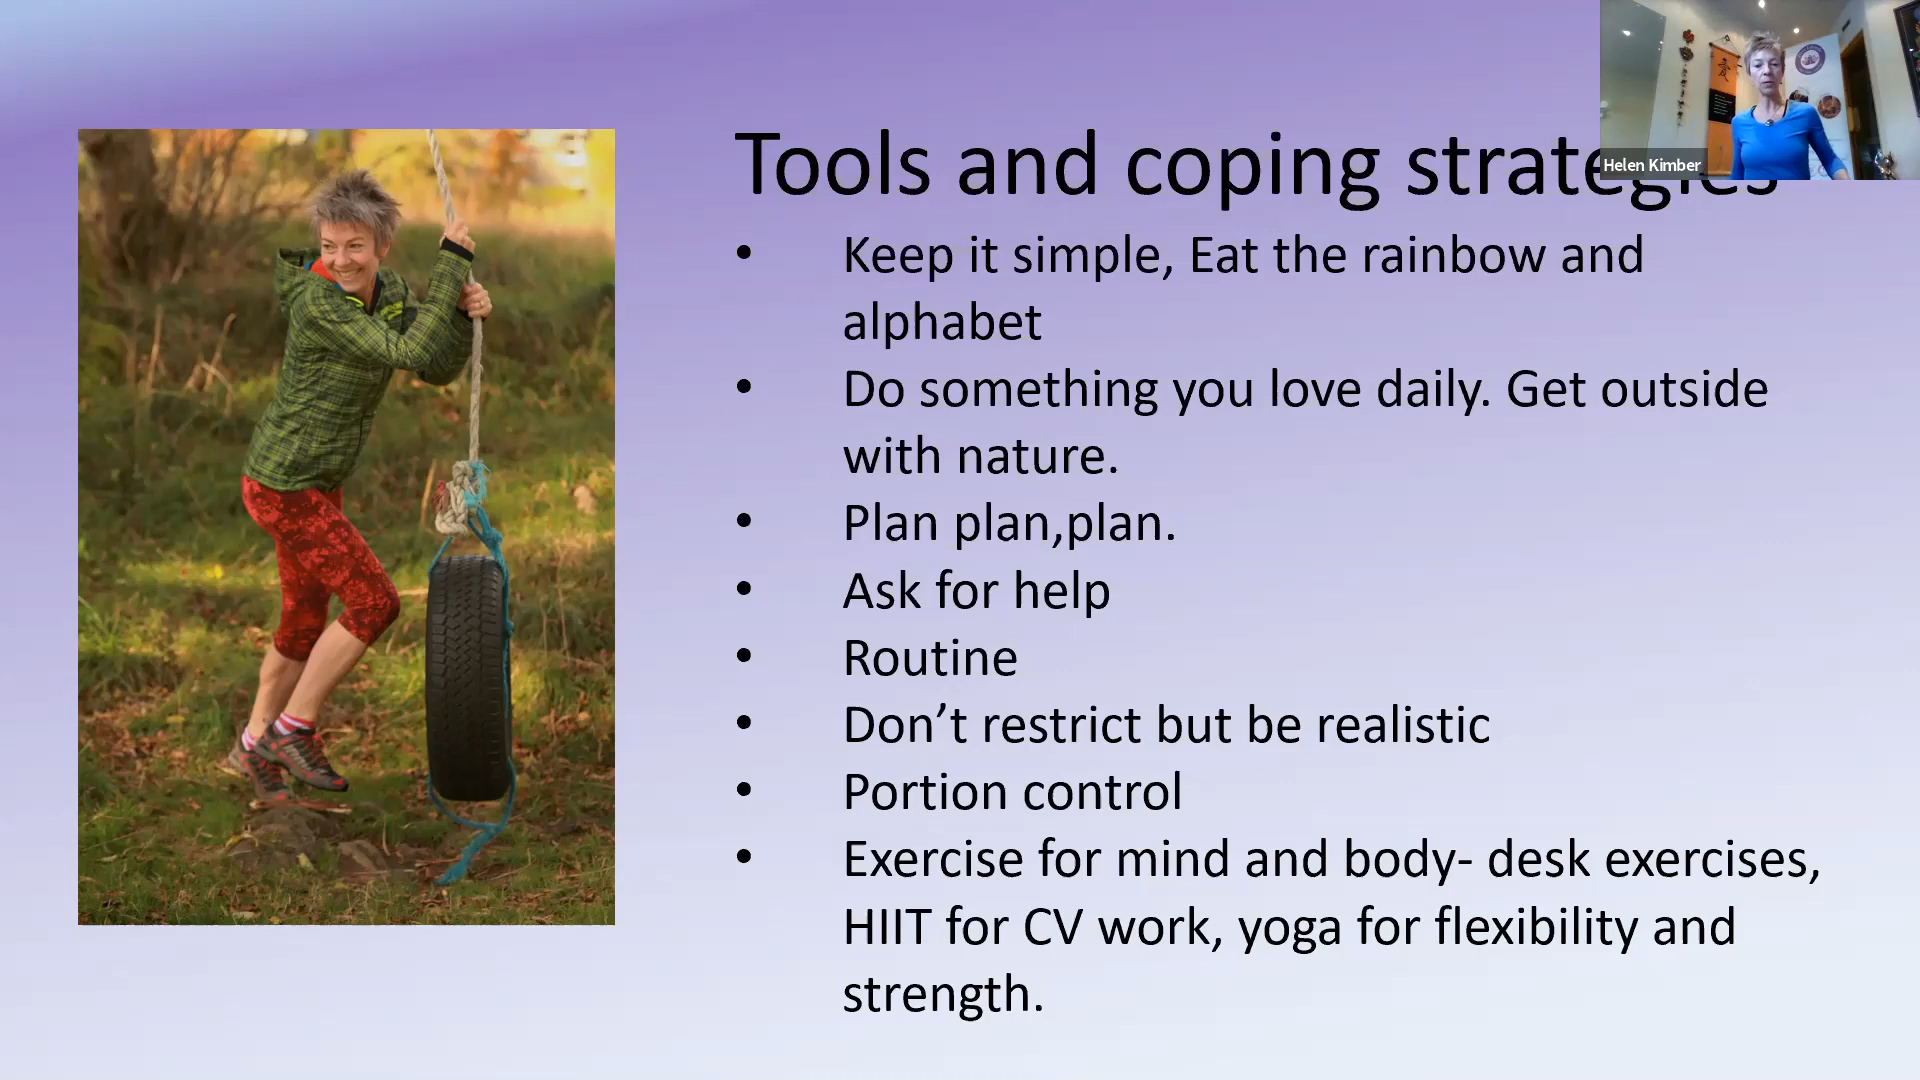 Tools and coping strategies
Helen Kimber
• Keep it simple, Eat the rainbow and
alphabet
• Do something you love daily. Get outside
with nature.
• Plan plan,plan.
• Ask for help
• Routine
• Don’t restrict but be realistic
• Portion control
• Exercise for mind and body- desk exercises,
HIIT for CV work, yoga for flexibility and
strength.